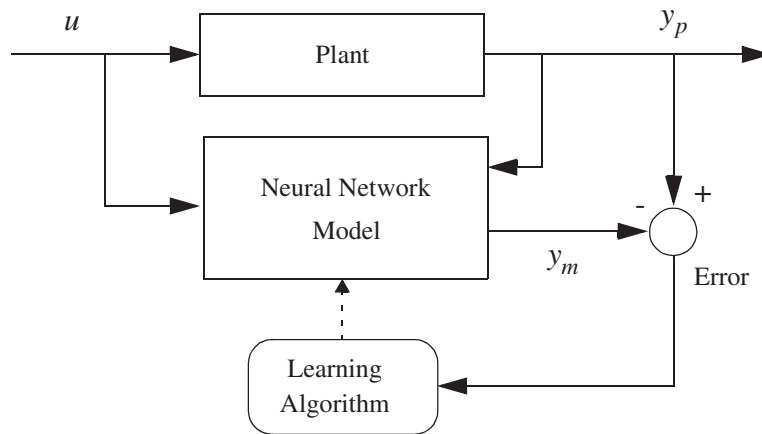 u
y_p
Plant
Neural Network
Model
- +
y_m
Error
Learning
Algorithm